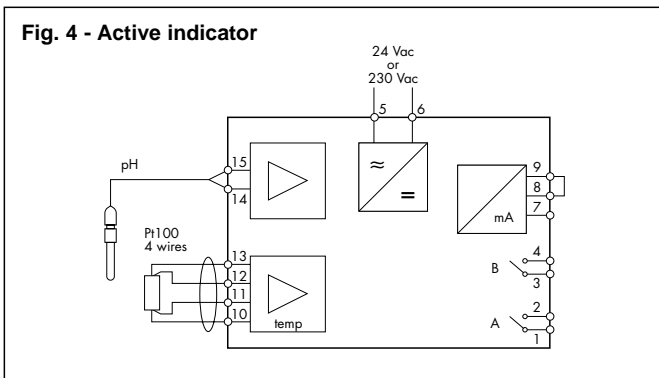 Fig. 4 - Active indicator
24 Vac
or
230 Vac
5
6
pH
15
14
≈
=
9
8
7
mA
Pt100
4 wires
13
12
11
10
temp
B
4
3
A
2
1